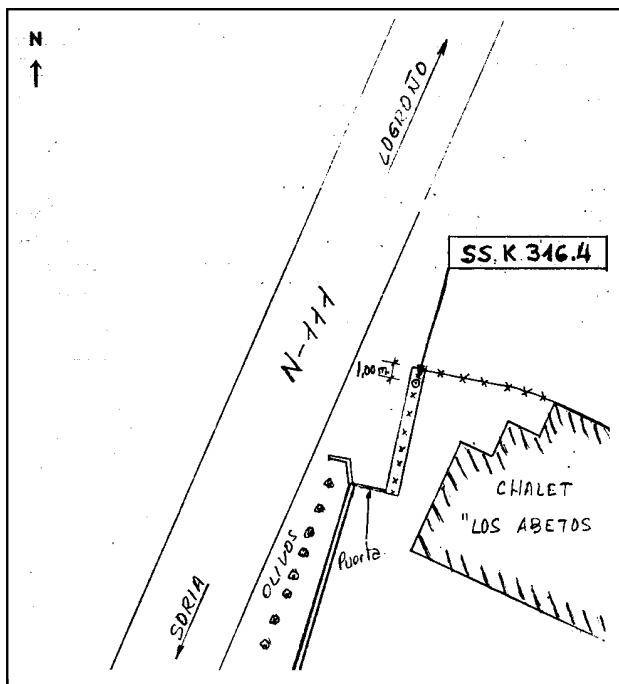 N
LOGROÑO
SS. K 316.4
N-111
1,00 m
CHALET
"LOS ABETOS
Puerta
OLIVOS
SORIA